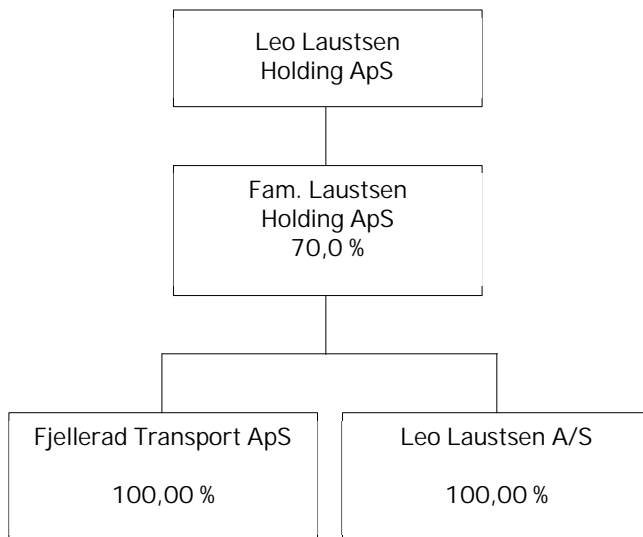 Leo Laustsen
Holding ApS
Fam. Laustsen
Holding ApS
70,0 %
Fjellerad Transport ApS
100,00 %
Leo Laustsen A/S
100,00 %